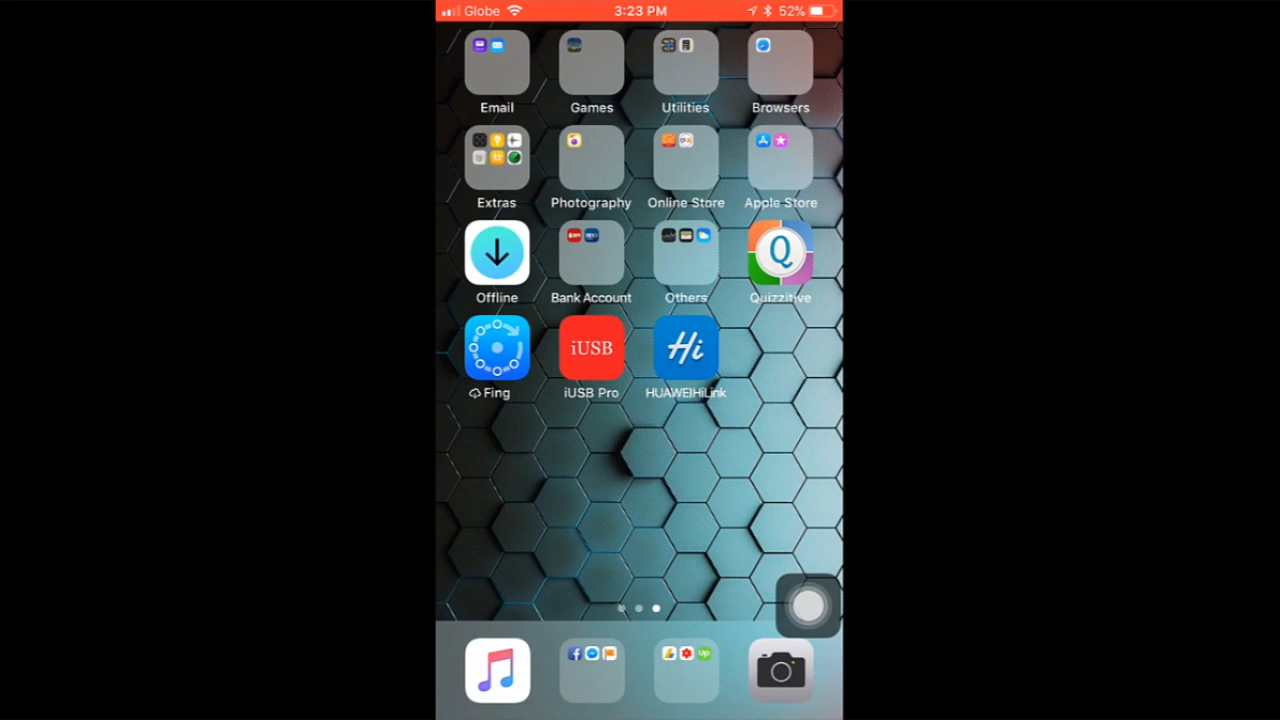 Globe 3:23 PM 52%
Email Games Utilities Browsers
Extras Photography Online Store Apple Store
Q
Offline Bank Account Others Quizzitive
iUSB Hi
Fing iUSB Pro HUAWEIHiLink
f Up